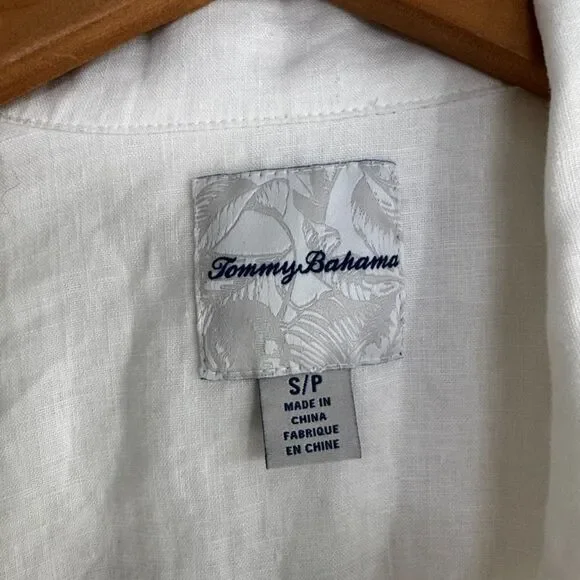 Tommy Bahama
S/P
MADE IN
CHINA
FABRIQUE
EN CHINE